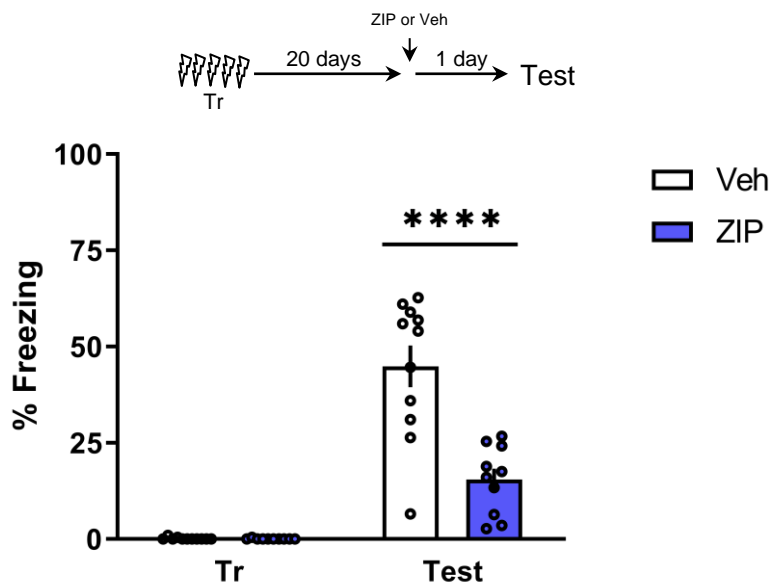 ZIP or Veh
20 days
1 day
Test
Tr
100
75
50
25
0
% Freezing
****
Veh
ZIP
Tr
Test